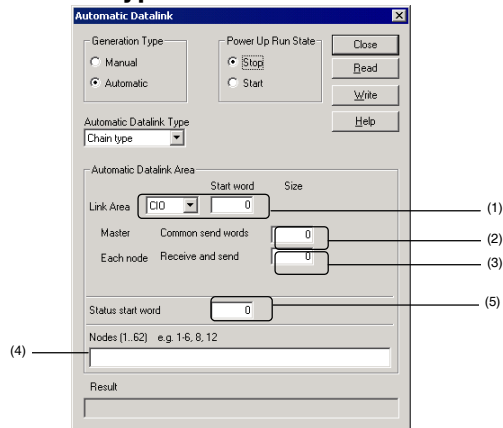 Automatic Datalink
Generation Type
Manual
Automatic
Power Up Run State
Stop
Start
Close
Read
Write
Help
Automatic Datalink Type
Chain type
Automatic Datalink Area
Start word Size
Link Area CIO 0 (1)
Master Common send words 0 (2)
Each node Receive and send 0 (3)
Status start word 0 (5)
Nodes (1..62) e.g. 1-6, 8, 12
(4)
Result